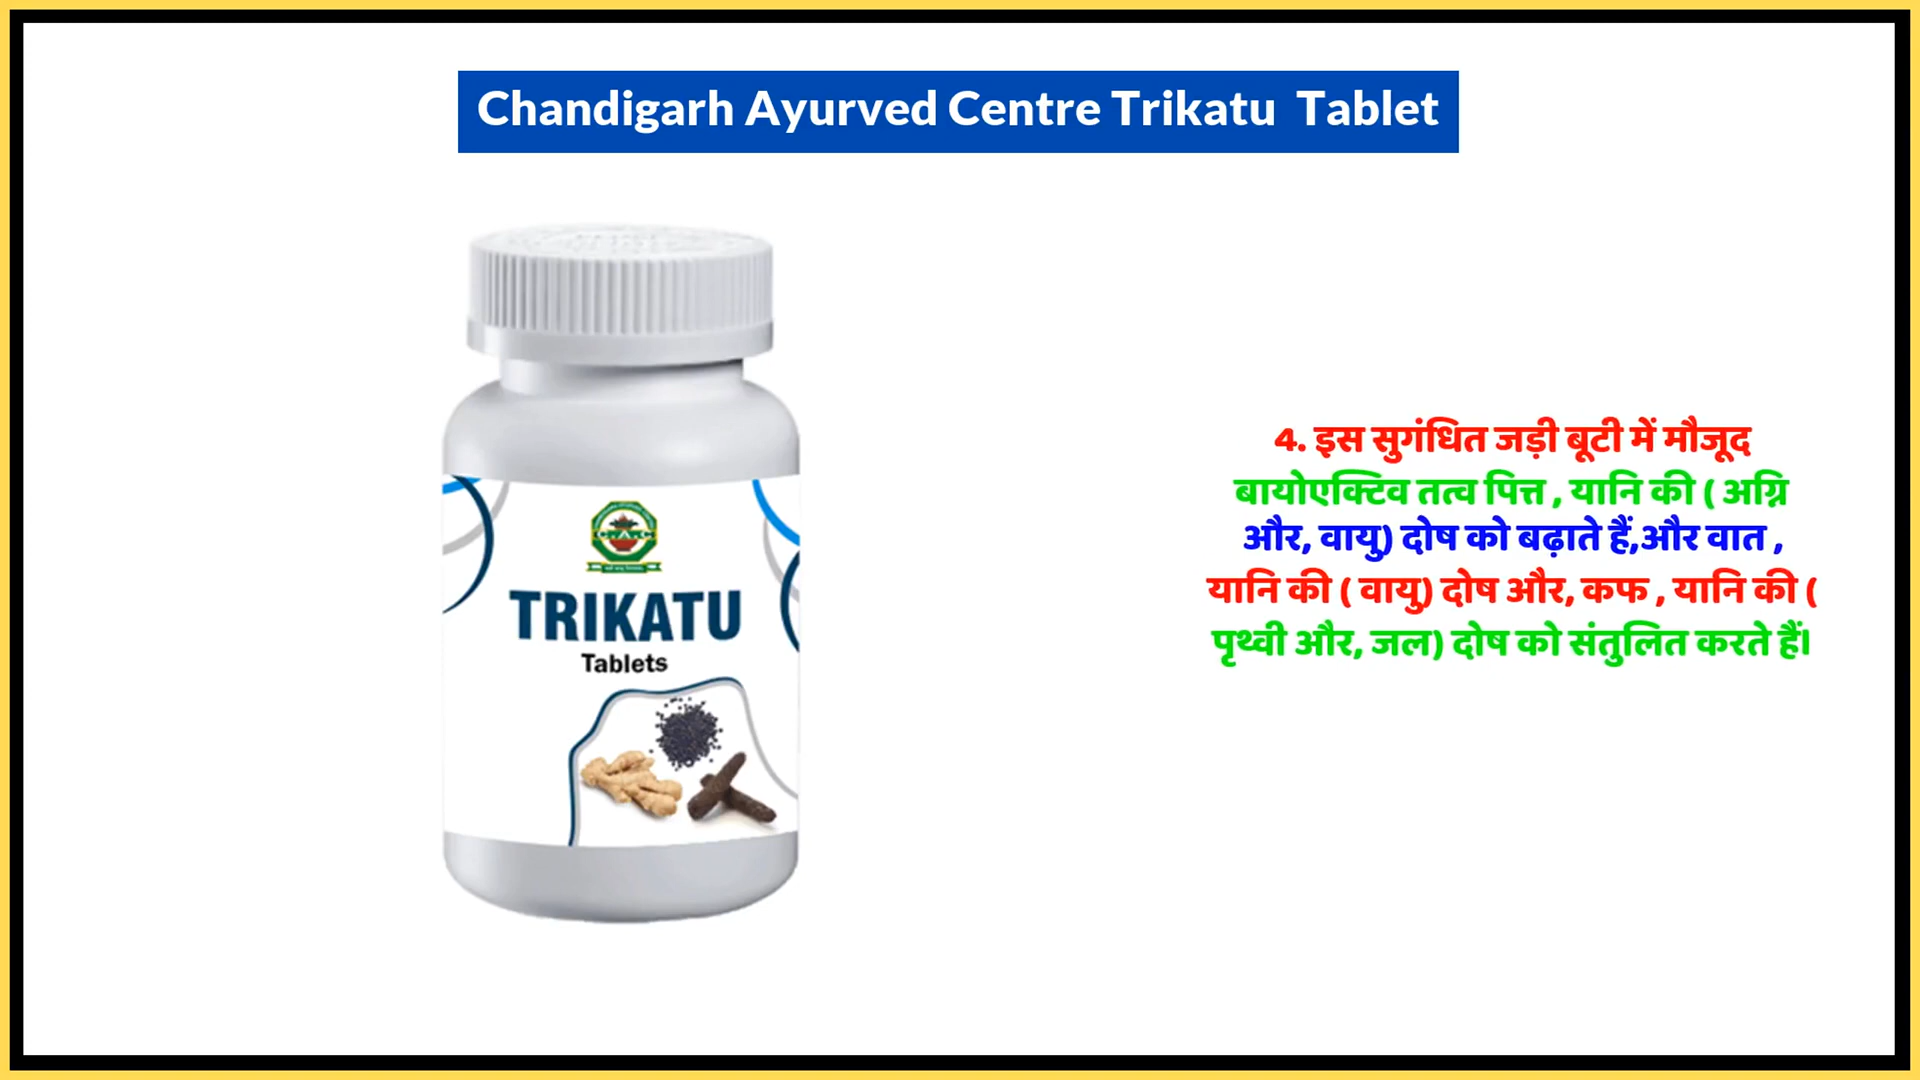 Chandigarh Ayurved Centre Trikatu Tablet
C.A.C
TRIKATU
Tablets
4. इस सुगंधित जड़ी बूटी में मौजूद
बायोएक्टिव तत्व पित्त , यानि की ( अग्नि
और, वायु) दोष को बढ़ाते हैं,और वात ,
यानि की ( वायु) दोष और, कफ , यानि की (
पृथ्वी और, जल) दोष को संतुलित करते हैं।